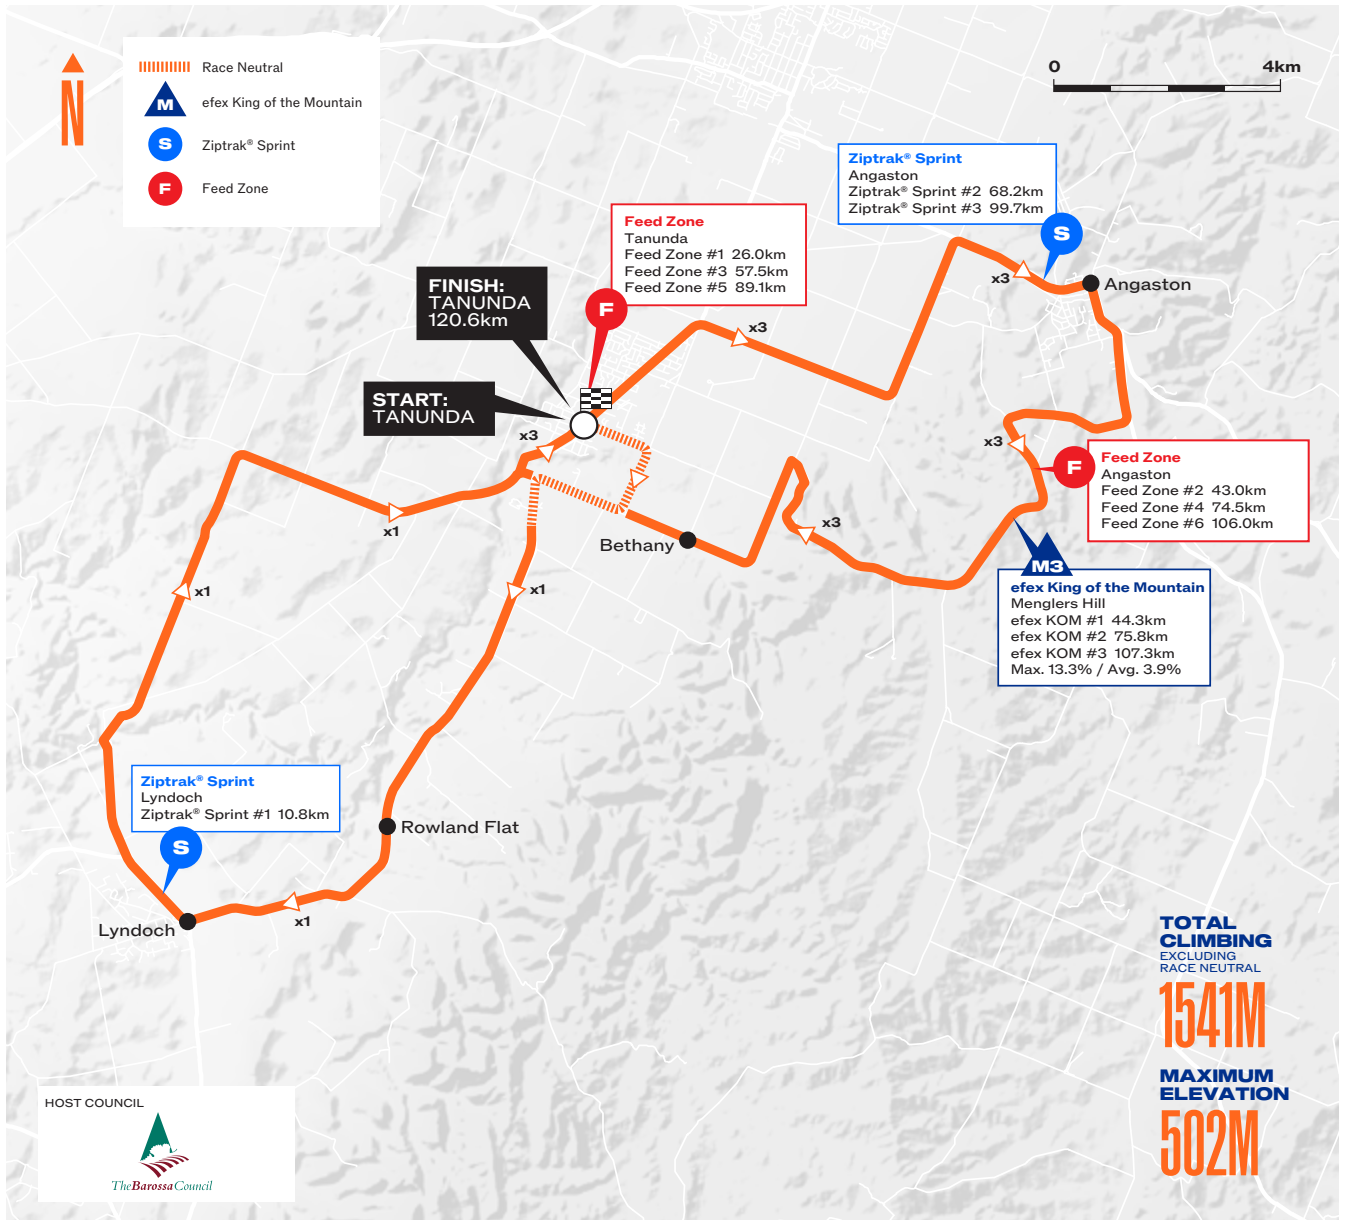 N
Race Neutral
M
efex King of the Mountain
S
Ziptrak® Sprint
F
Feed Zone
0 4km
Ziptrak® Sprint
Angaston
Ziptrak® Sprint #2 68.2km
Ziptrak® Sprint #3 99.7km
S
x3
Angaston
Feed Zone
Tanunda
Feed Zone #1 26.0km
Feed Zone #3 57.5km
Feed Zone #5 89.1km
F
FINISH:
TANUNDA
120.6km
x3
START:
TANUNDA
x3
x3
F
Feed Zone
Angaston
Feed Zone #2 43.0km
Feed Zone #4 74.5km
Feed Zone #6 106.0km
x1
x3
Bethany
M3
efex King of the Mountain
Menglers Hill
efex KOM #1 44.3km
efex KOM #2 75.8km
efex KOM #3 107.3km
Max. 13.3% / Avg. 3.9%
x1
x1
Ziptrak® Sprint
Lyndoch
Ziptrak® Sprint #1 10.8km
S
Rowland Flat
x1
Lyndoch
TOTAL
CLIMBING
EXCLUDING
RACE NEUTRAL
1541M
MAXIMUM
ELEVATION
502M
HOST COUNCIL
The Barossa Council